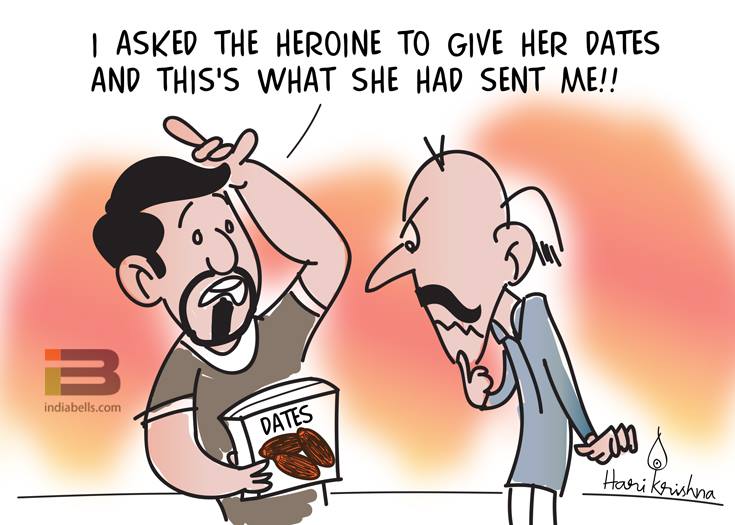 I ASKED THE HEROINE TO GIVE HER DATES
AND THIS'S WHAT SHE HAD SENT ME!!
DATES
iB
indiabells.com
Hari Krishna